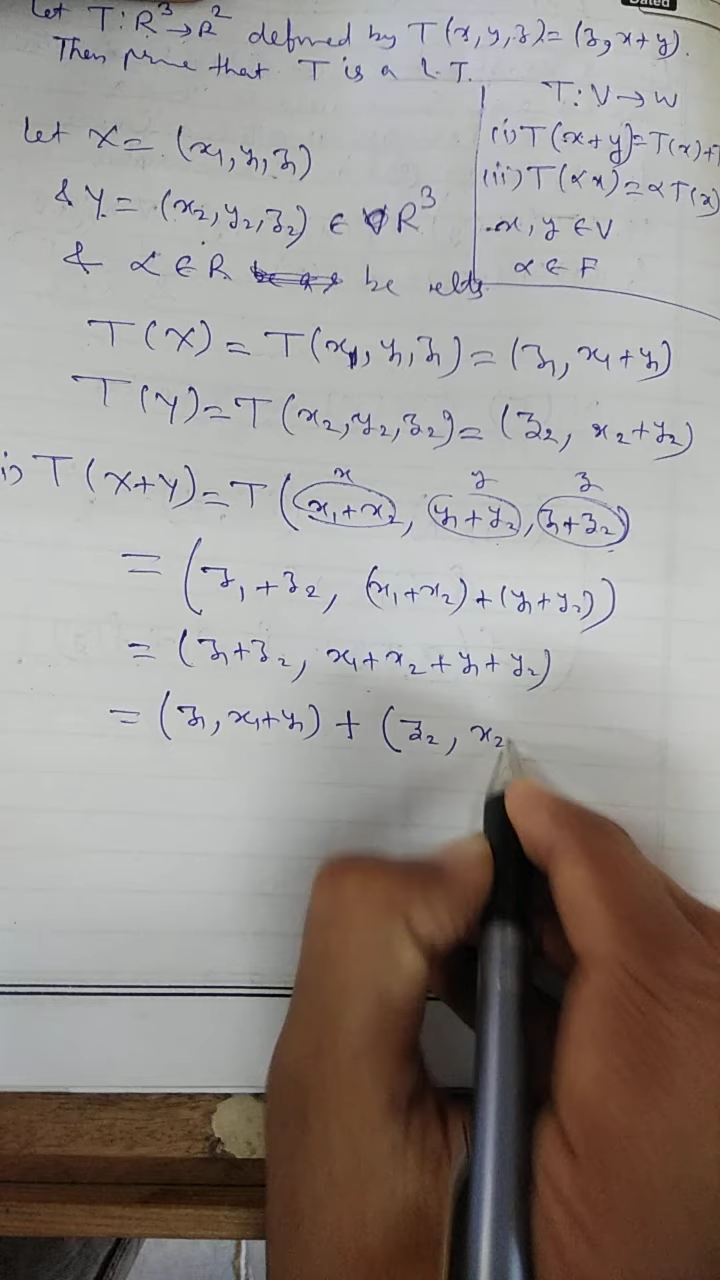 Let T: R³→R² defined by T(x,y,z)=(z,x+y).
Then prove that T is a L.T.
T: V→W
(i) T(x+y)=T(x)+T
(ii) T(αx)=αT(x)
x, y ∈ V
α ∈ F
Let X = (x₁,y₁,z₁)
& Y = (x₂,y₂,z₂) ∈ R³
& α ∈ R be
T(X) = T(x₁,y₁,z₁) = (z₁, x₁+y₁)
T(Y) = T(x₂,y₂,z₂) = (z₂, x₂+y₂)
x y z
i) T(X+Y) = T(x₁+x₂, y₁+y₂, z₁+z₂)
= (z₁+z₂, (x₁+x₂)+(y₁+y₂))
= (z₁+z₂, x₁+x₂+y₁+y₂)
= (z₁, x₁+y₁) + (z₂, x₂